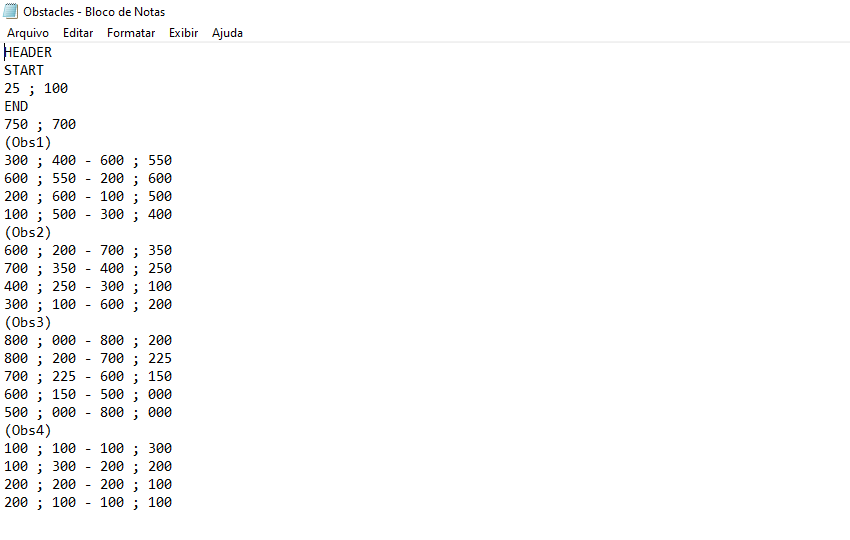 Obstacles - Bloco de Notas
Arquivo Editar Formatar Exibir Ajuda
HEADER
START
25 ; 100
END
750 ; 700
(Obs1)
300 ; 400 - 600 ; 550
600 ; 550 - 200 ; 600
200 ; 600 - 100 ; 500
100 ; 500 - 300 ; 400
(Obs2)
600 ; 200 - 700 ; 350
700 ; 350 - 400 ; 250
400 ; 250 - 300 ; 100
300 ; 100 - 600 ; 200
(Obs3)
800 ; 000 - 800 ; 200
800 ; 200 - 700 ; 225
700 ; 225 - 600 ; 150
600 ; 150 - 500 ; 000
500 ; 000 - 800 ; 000
(Obs4)
100 ; 100 - 100 ; 300
100 ; 300 - 200 ; 200
200 ; 200 - 200 ; 100
200 ; 100 - 100 ; 100